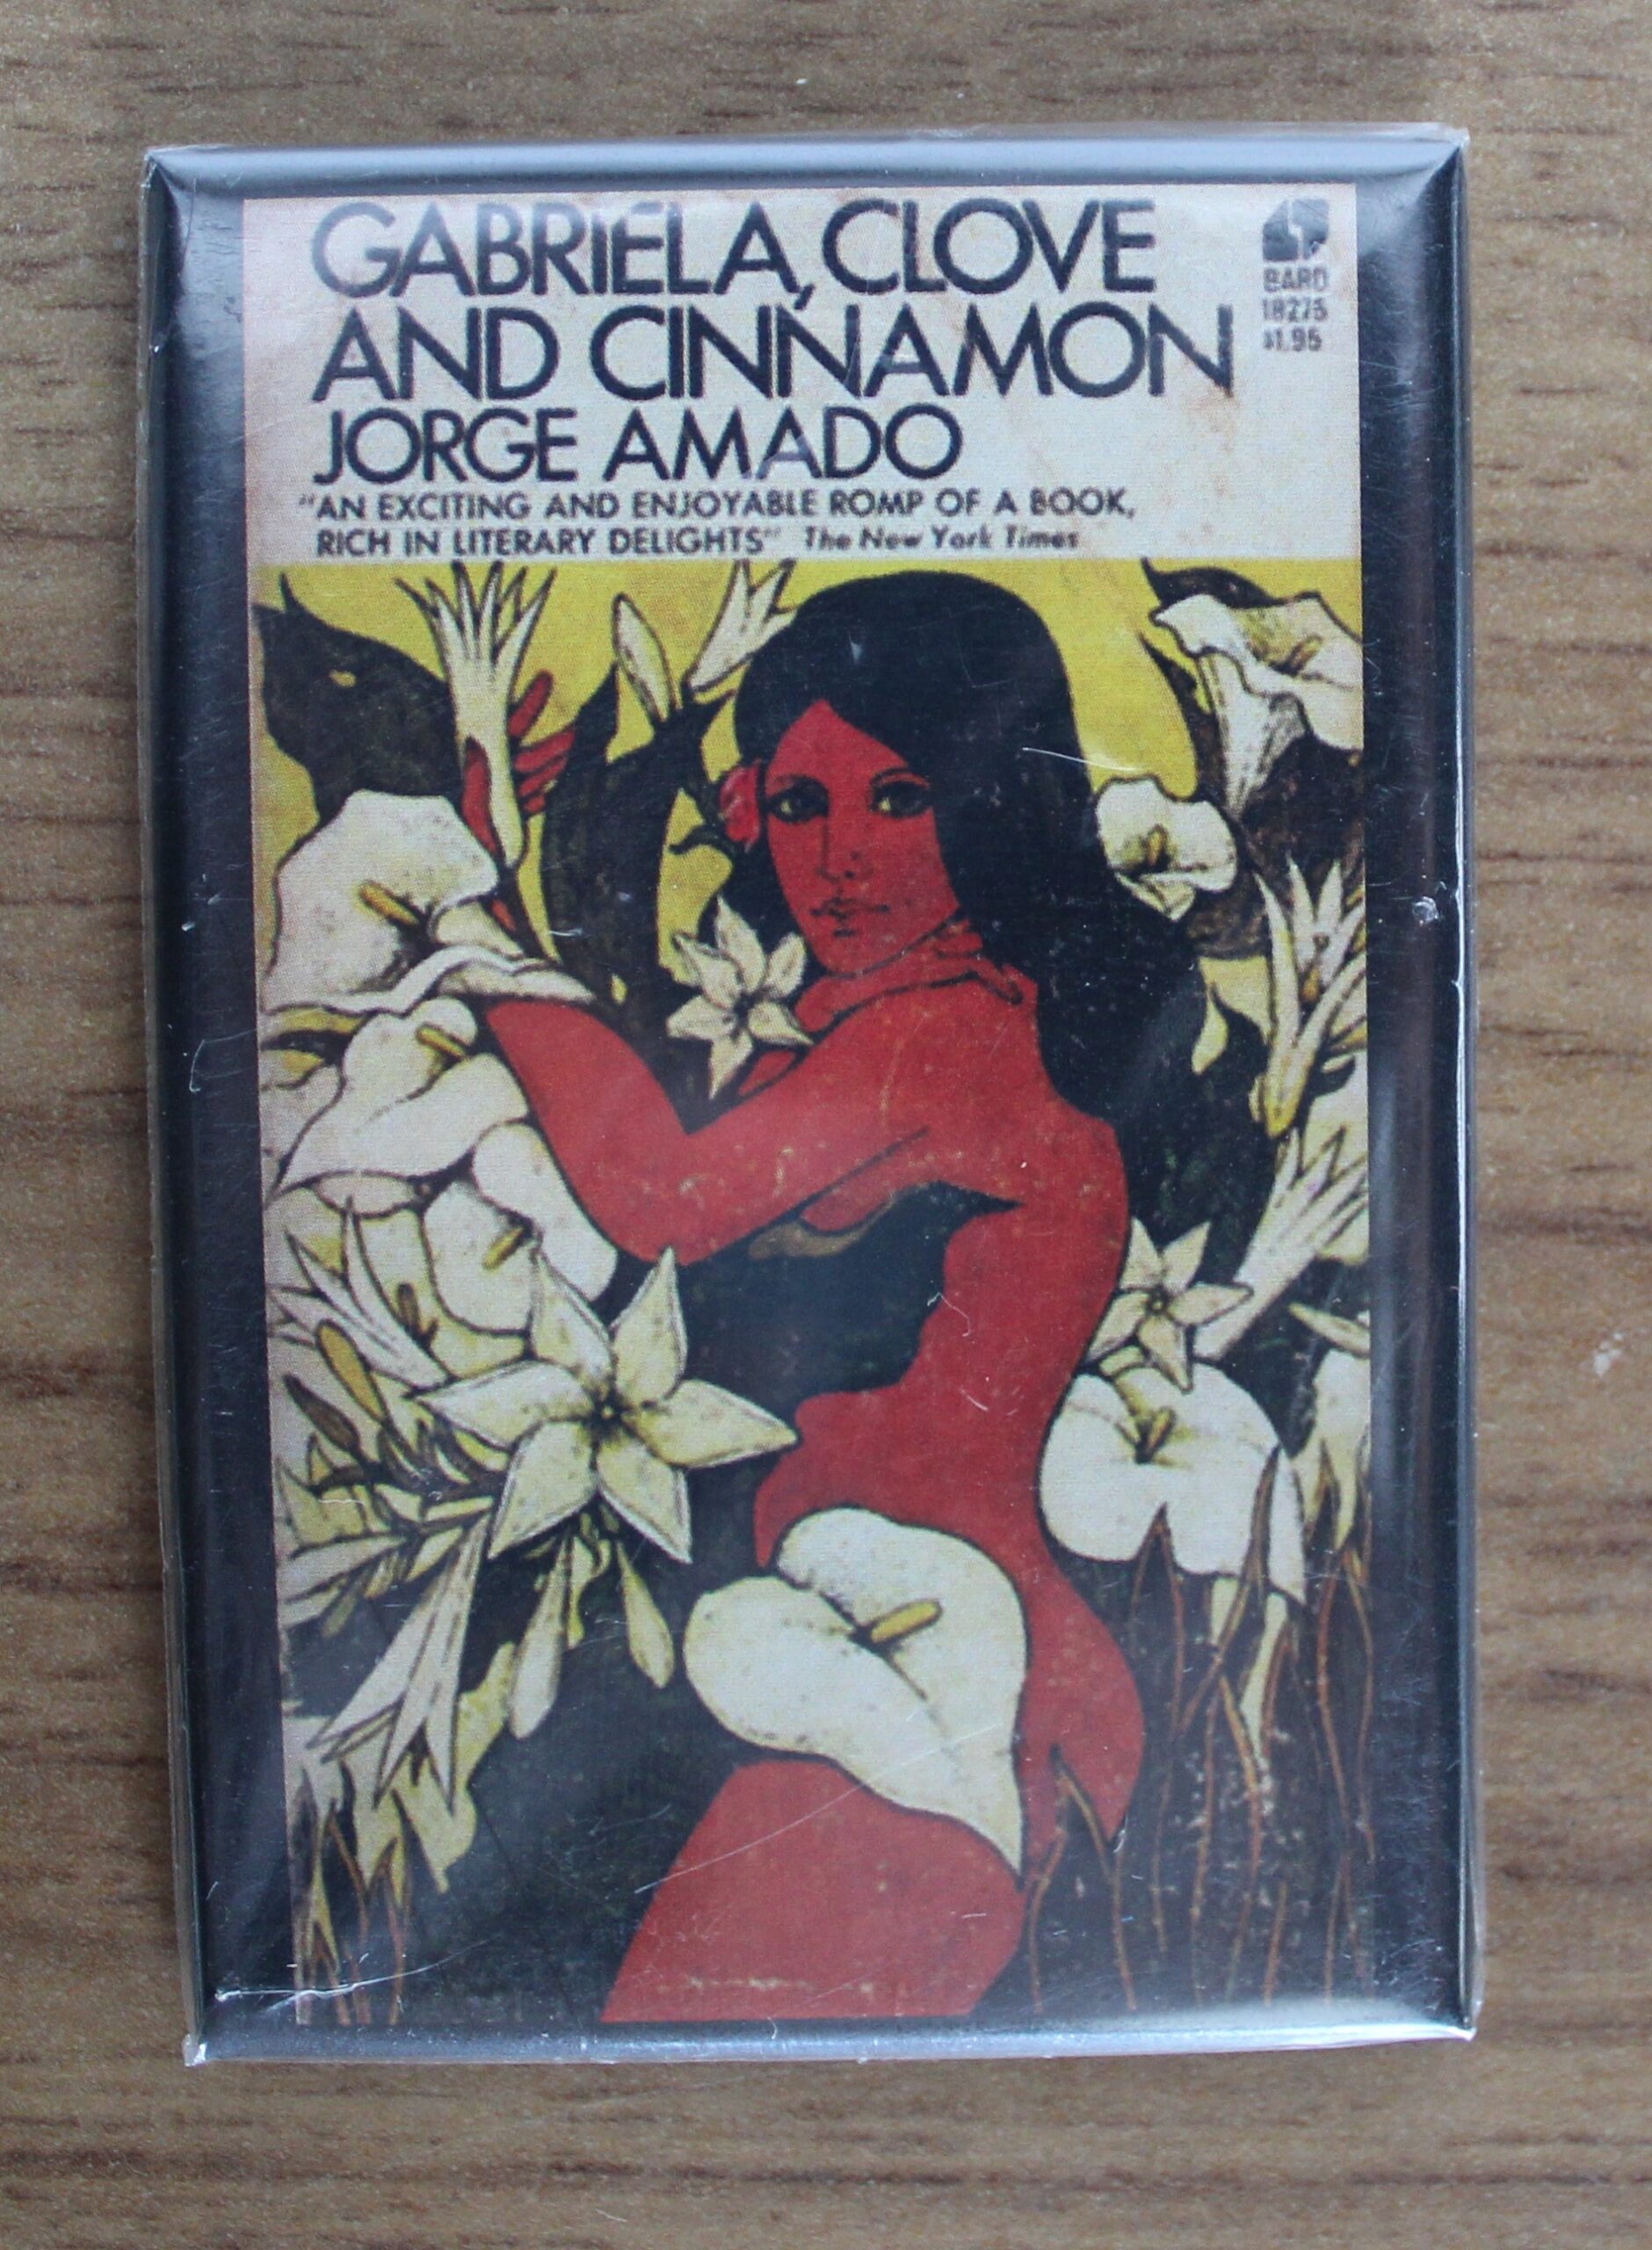 GABRIELA, CLOVE
AND CINNAMON
JORGE AMADO
"AN EXCITING AND ENJOYABLE ROMP OF A BOOK,
RICH IN LITERARY DELIGHTS" The New York Times
BARD
18275
$1.95